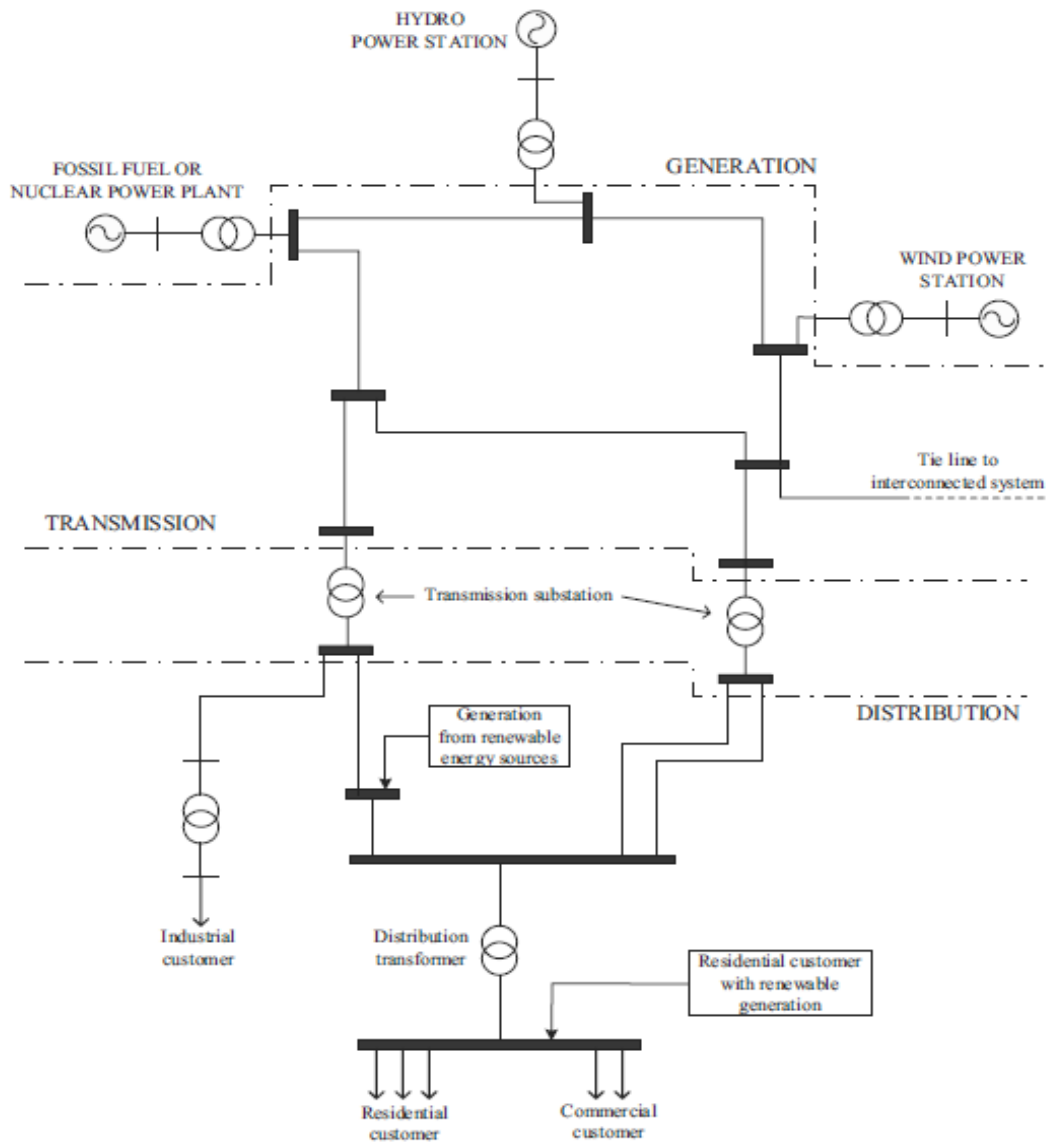 HYDRO
POWER STATION
GENERATION
FOSSIL FUEL OR
NUCLEAR POWER PLANT
WIND POWER
STATION
Tie line to
interconnected system
TRANSMISSION
Transmission substation
Generation
from renewable
energy sources
DISTRIBUTION
Industrial
customer
Distribution
transformer
Residential customer
with renewable
generation
Residential
customer
Commercial
customer